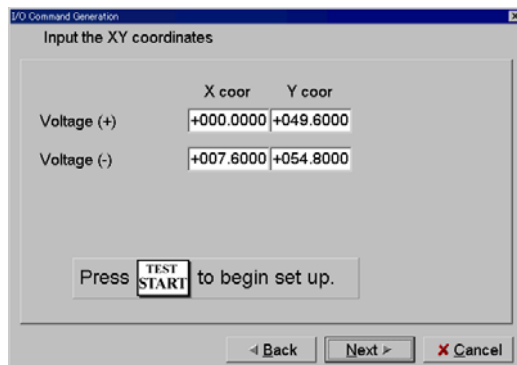 I/O Command Generation
Input the XY coordinates
X coor Y coor
Voltage (+) +000.0000 +049.6000
Voltage (-) +007.6000 +054.8000
Press TEST START to begin set up.
Back Next Cancel